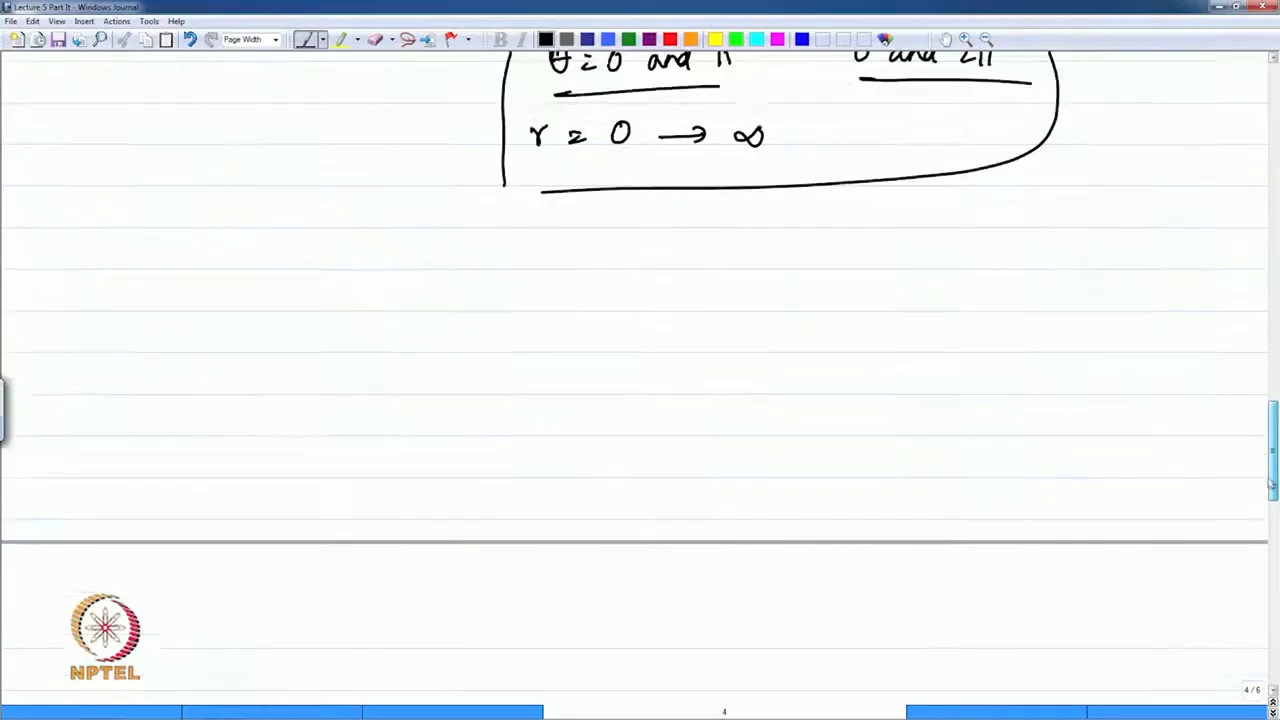 Lecture 5 Part II - Windows Journal
File Edit View Insert Actions Tools Help
Page Width
θ = 0 and π 0 and 2π
r = 0 → ∞
NPTEL
4 / 6
4